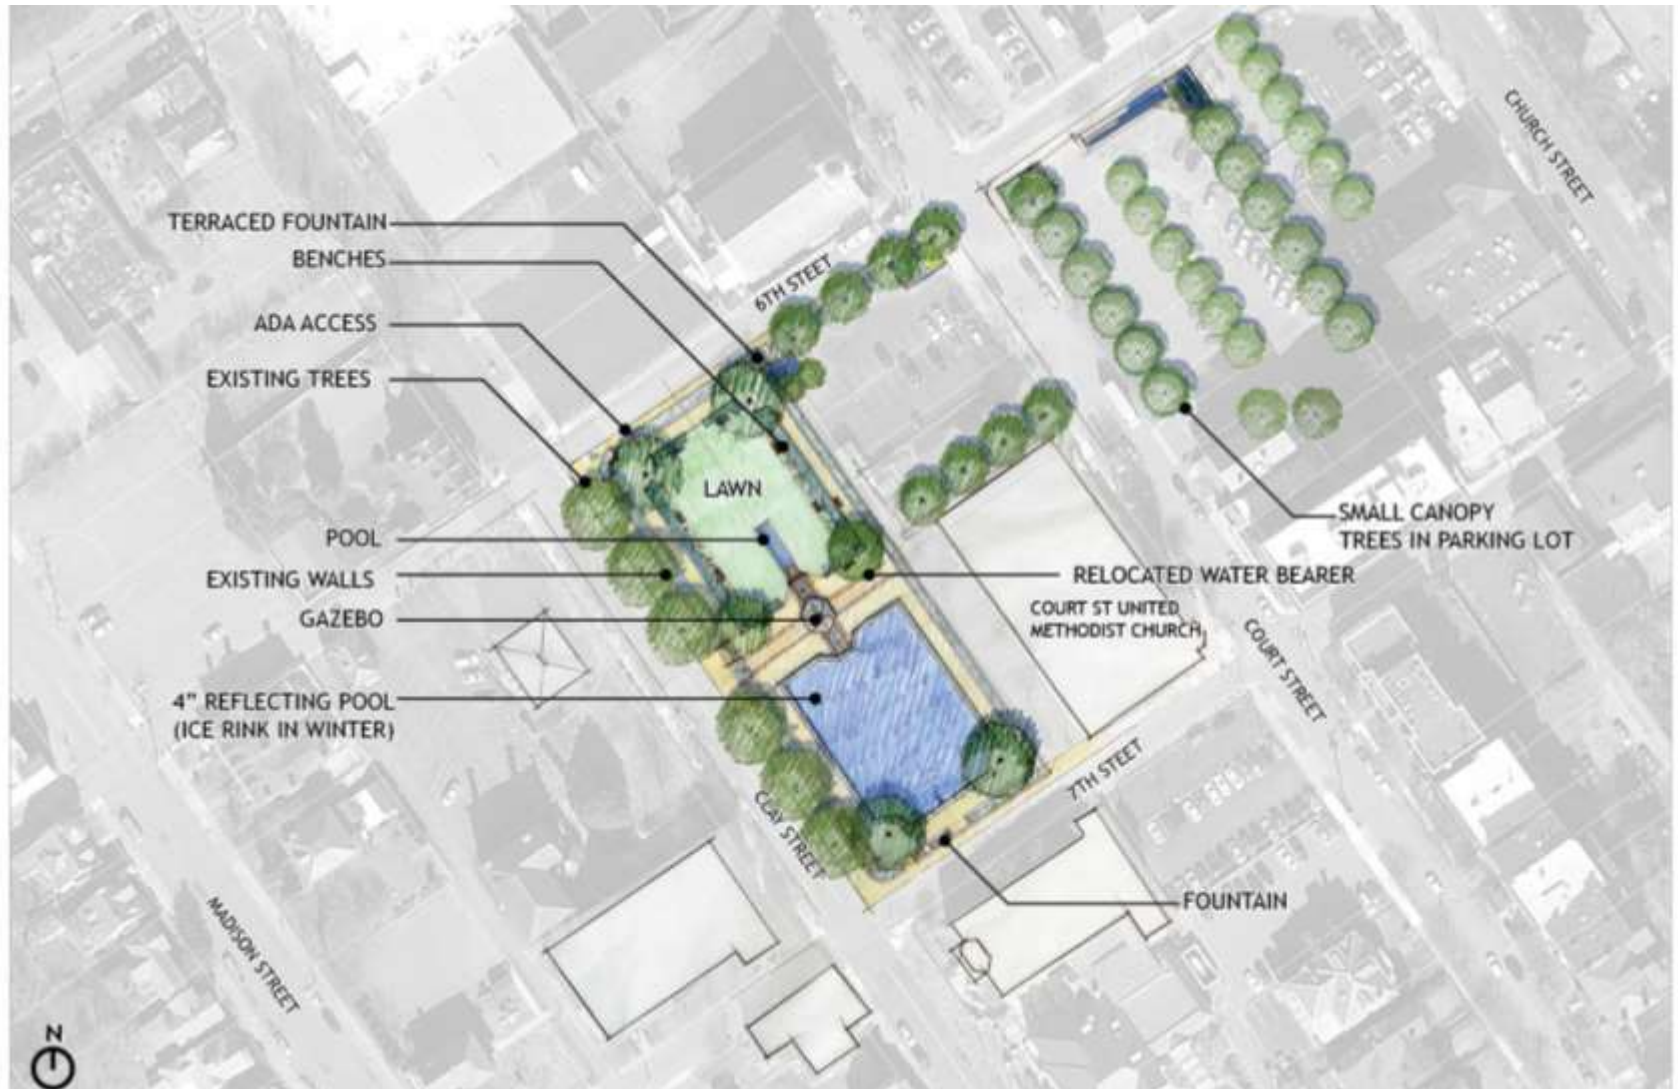 CHURCH STREET
TERRACED FOUNTAIN
BENCHES
6TH STEET
ADA ACCESS
EXISTING TREES
LAWN
SMALL CANOPY
TREES IN PARKING LOT
POOL
EXISTING WALLS
RELOCATED WATER BEARER
GAZEBO
COURT ST UNITED
METHODIST CHURCH
COURT STREET
4" REFLECTING POOL
(ICE RINK IN WINTER)
7TH STEET
CLAY STREET
FOUNTAIN
MADISON STREET
N